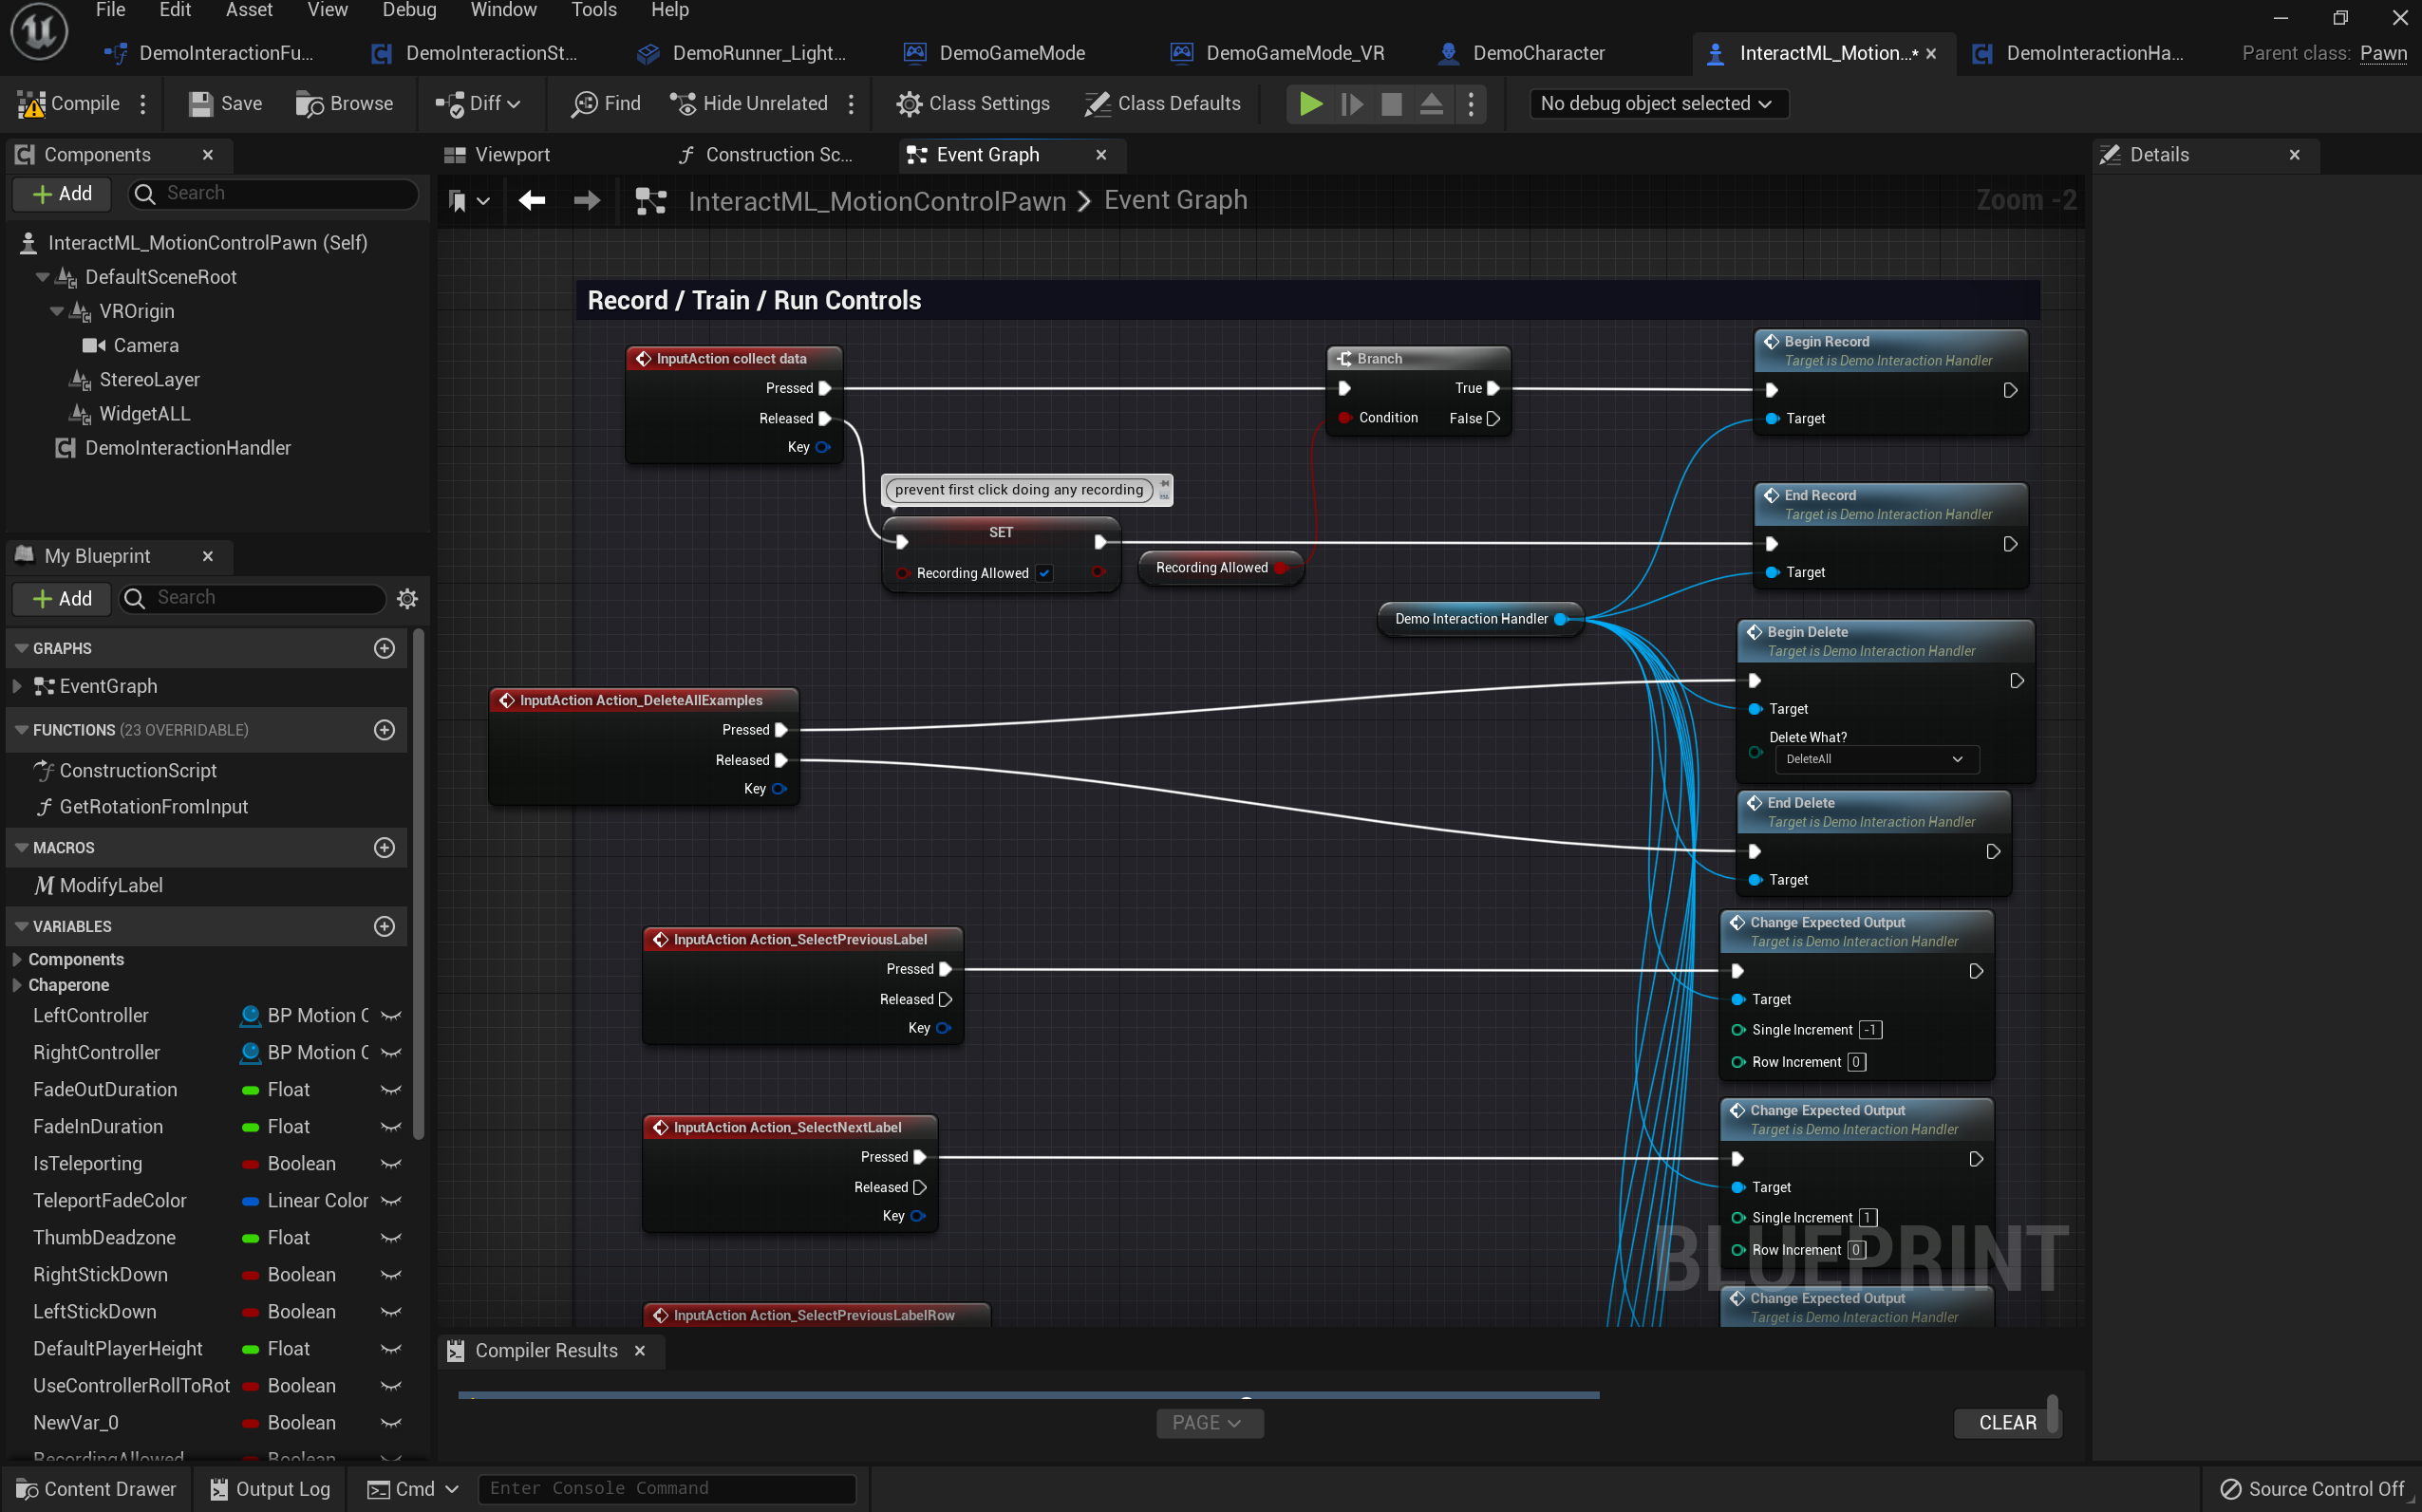 File Edit Asset View Debug Window Tools Help
DemoInteractionFu... DemoInteractionSt... DemoRunner_Light... DemoGameMode DemoGameMode_VR DemoCharacter InteractML_Motion...* DemoInteractionHa... Parent class: Pawn
Compile Save Browse Diff Find Hide Unrelated Class Settings Class Defaults No debug object selected
Components
Add Search
InteractML_MotionControlPawn (Self)
DefaultSceneRoot
VROrigin
Camera
StereoLayer
WidgetALL
DemoInteractionHandler
My Blueprint
Add Search
GRAPHS
EventGraph
FUNCTIONS (23 OVERRIDABLE)
ConstructionScript
GetRotationFromInput
MACROS
ModifyLabel
VARIABLES
Components
Chaperone
LeftController BP Motion C
RightController BP Motion C
FadeOutDuration Float
FadeInDuration Float
IsTeleporting Boolean
TeleportFadeColor Linear Color
ThumbDeadzone Float
RightStickDown Boolean
LeftStickDown Boolean
DefaultPlayerHeight Float
UseControllerRollToRot Boolean
NewVar_0 Boolean
RecordingAllowed Boolean
Viewport Construction Sc... Event Graph
InteractML_MotionControlPawn > Event Graph Zoom -2
Record / Train / Run Controls
InputAction collect data
Pressed
Released
Key
Branch
True
Condition False
Begin Record
Target is Demo Interaction Handler
Target
prevent first click doing any recording
SET
Recording Allowed
Recording Allowed
End Record
Target is Demo Interaction Handler
Target
Demo Interaction Handler
InputAction Action_DeleteAllExamples
Pressed
Released
Key
Begin Delete
Target is Demo Interaction Handler
Target
Delete What?
DeleteAll
End Delete
Target is Demo Interaction Handler
Target
InputAction Action_SelectPreviousLabel
Pressed
Released
Key
Change Expected Output
Target is Demo Interaction Handler
Target
Single Increment -1
Row Increment 0
InputAction Action_SelectNextLabel
Pressed
Released
Key
Change Expected Output
Target is Demo Interaction Handler
Target
Single Increment 1
Row Increment 0
BLUEPRINT
InputAction Action_SelectPreviousLabelRow
Change Expected Output
Target is Demo Interaction Handler
Compiler Results
PAGE CLEAR
Details
Content Drawer Output Log Cmd Enter Console Command Source Control Off